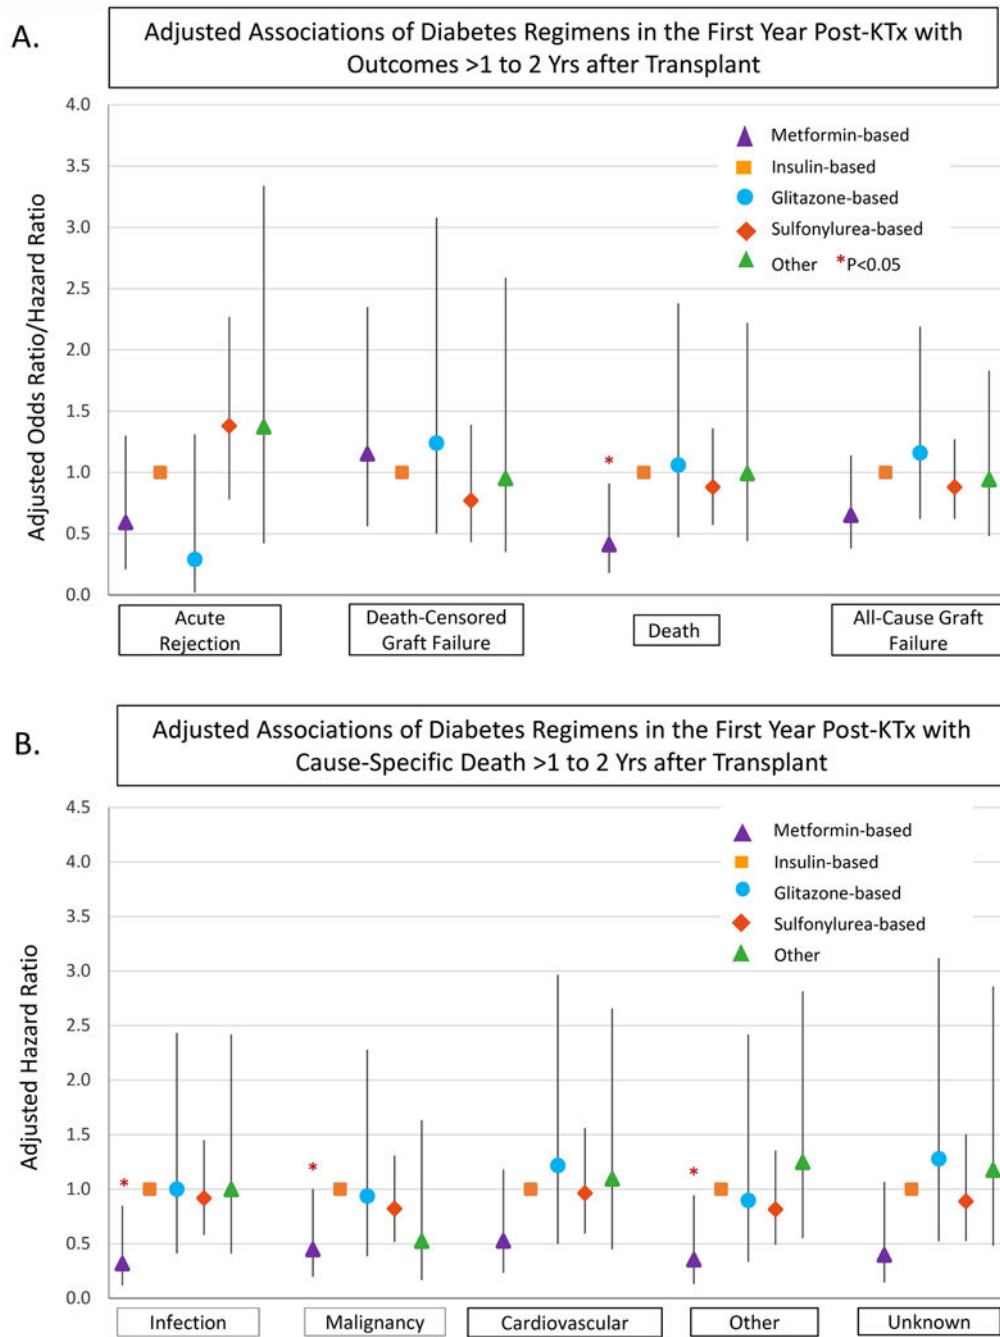 A.
Adjusted Associations of Diabetes Regimens in the First Year Post-KTx with
Outcomes >1 to 2 Yrs after Transplant
Adjusted Odds Ratio/Hazard Ratio
4.0
3.5
3.0
2.5
2.0
1.5
1.0
0.5
0.0
Metformin-based
Insulin-based
Glitazone-based
Sulfonylurea-based
Other *P<0.05
*
Acute
Rejection
Death-Censored
Graft Failure
Death
All-Cause Graft
Failure
B.
Adjusted Associations of Diabetes Regimens in the First Year Post-KTx with
Cause-Specific Death >1 to 2 Yrs after Transplant
Adjusted Hazard Ratio
4.5
4.0
3.5
3.0
2.5
2.0
1.5
1.0
0.5
0.0
Metformin-based
Insulin-based
Glitazone-based
Sulfonylurea-based
Other
*
*
*
Infection
Malignancy
Cardiovascular
Other
Unknown